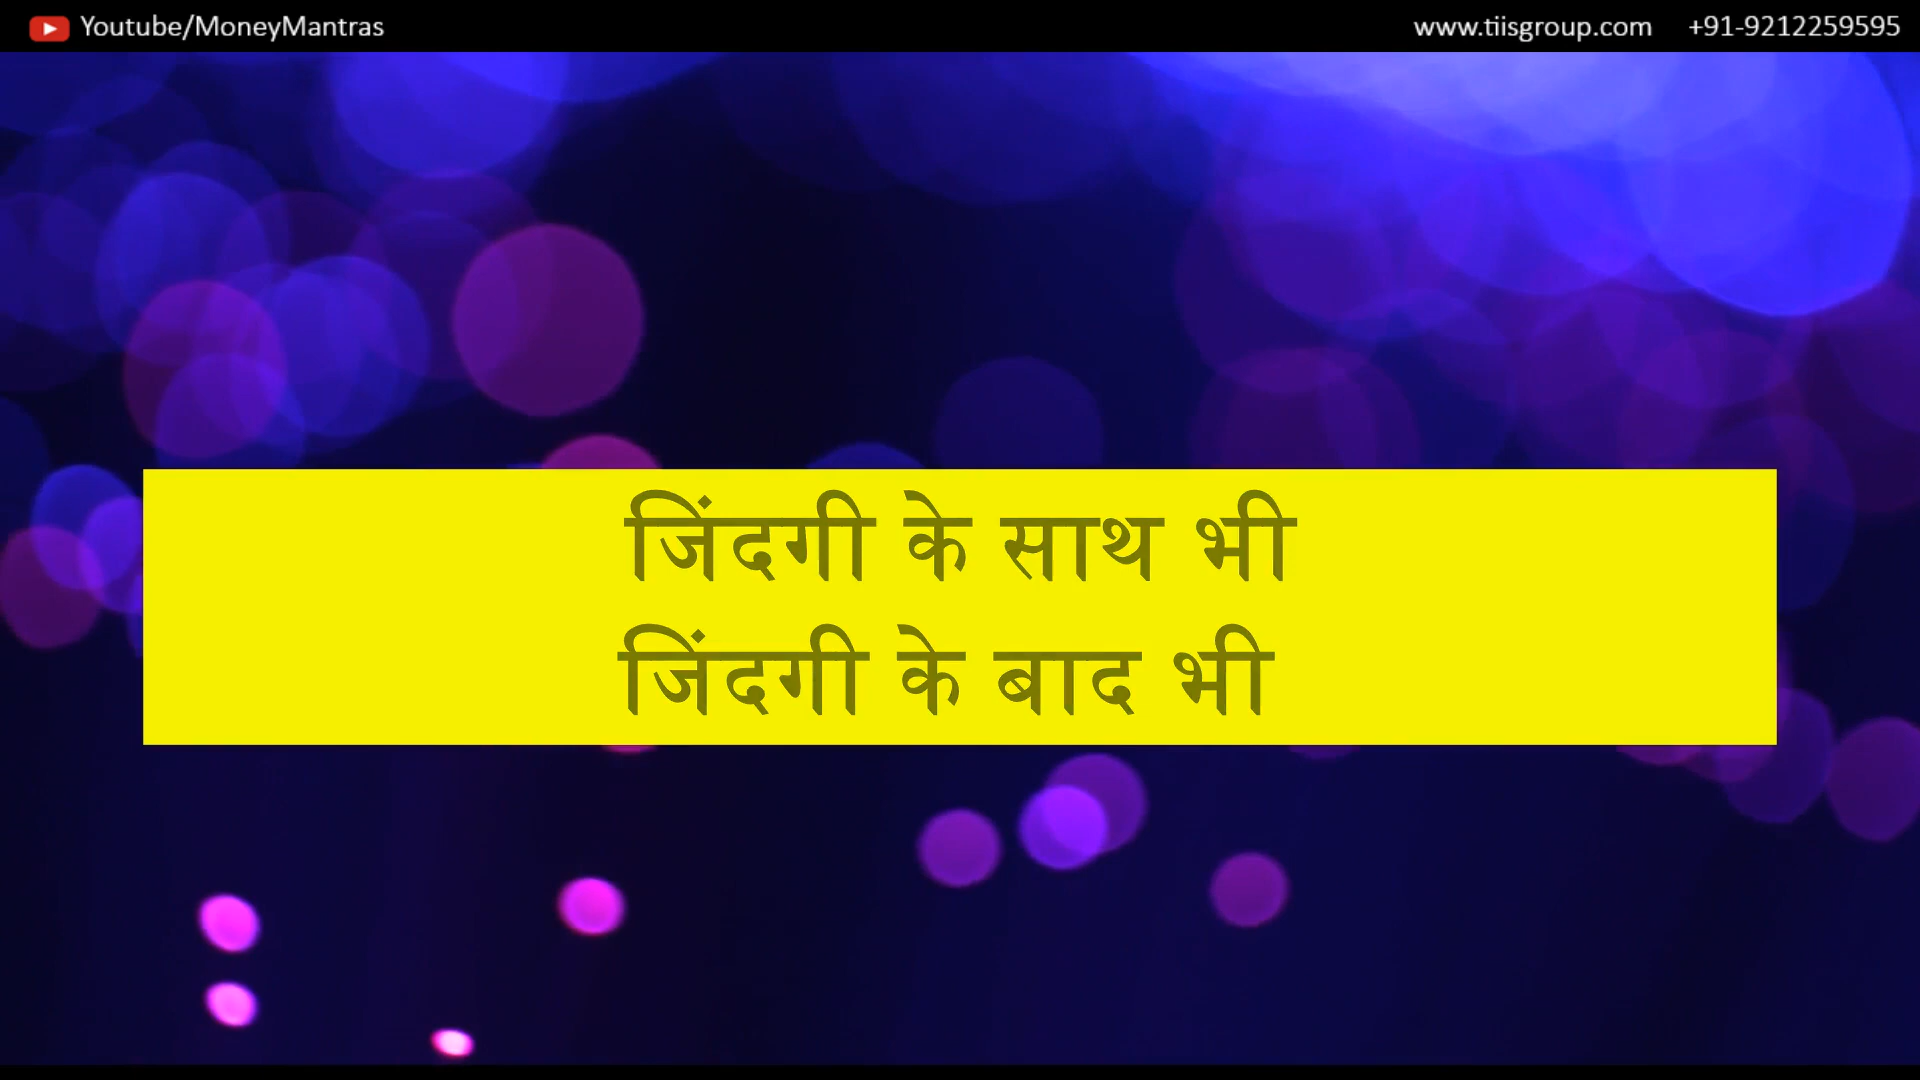 Youtube/MoneyMantras
www.tiisgroup.com +91-9212259595
जिंदगी के साथ भी
जिंदगी के बाद भी